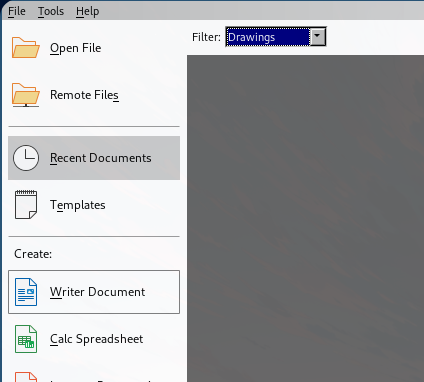 File Tools Help
Open File
Filter: Drawings
Remote Files
Recent Documents
Templates
Create:
Writer Document
Calc Spreadsheet